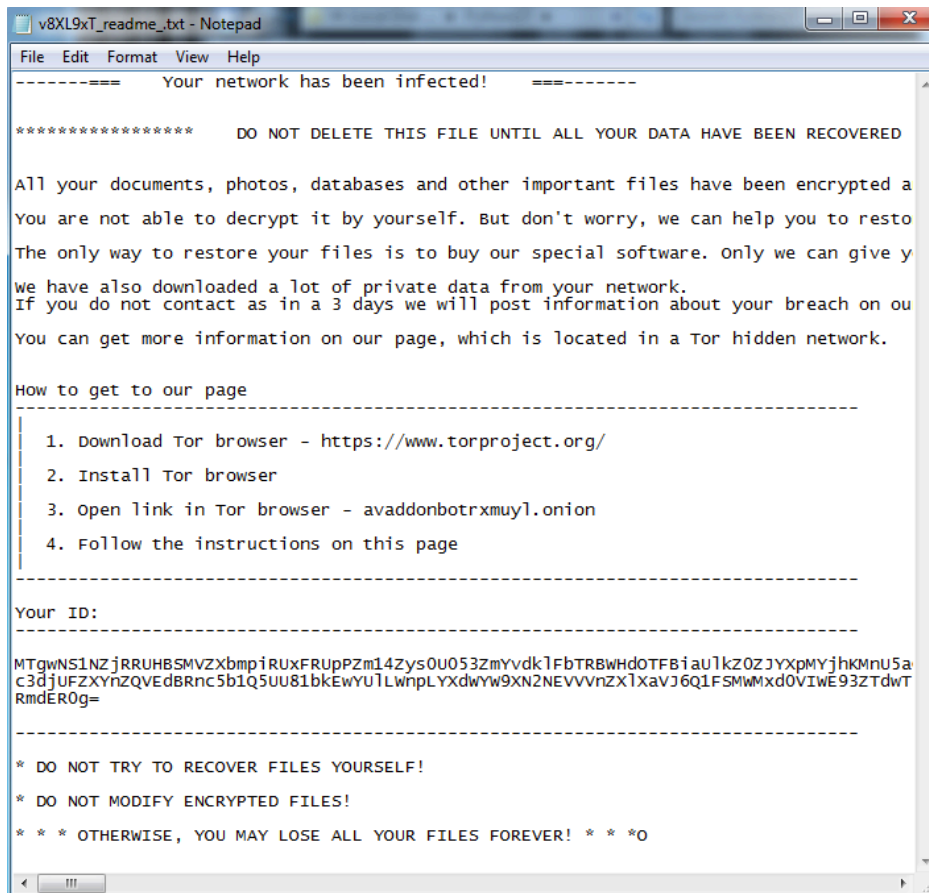 v8XL9xT_readme_.txt - Notepad
File Edit Format View Help
-------=== Your network has been infected! ===-------
***************** DO NOT DELETE THIS FILE UNTIL ALL YOUR DATA HAVE BEEN RECOVERED
All your documents, photos, databases and other important files have been encrypted a
You are not able to decrypt it by yourself. But don't worry, we can help you to resto
The only way to restore your files is to buy our special software. Only we can give y
We have also downloaded a lot of private data from your network.
If you do not contact as in a 3 days we will post information about your breach on ou
You can get more information on our page, which is located in a Tor hidden network.
How to get to our page
--------------------------------------------------------------------------------
| 1. Download Tor browser - https://www.torproject.org/
| 2. Install Tor browser
| 3. Open link in Tor browser - avaddonbotrxmuyl.onion
| 4. Follow the instructions on this page
--------------------------------------------------------------------------------
Your ID:
--------------------------------------------------------------------------------
RmdER0g=
--------------------------------------------------------------------------------
* DO NOT TRY TO RECOVER FILES YOURSELF!
* DO NOT MODIFY ENCRYPTED FILES!
* * * OTHERWISE, YOU MAY LOSE ALL YOUR FILES FOREVER! * * *O